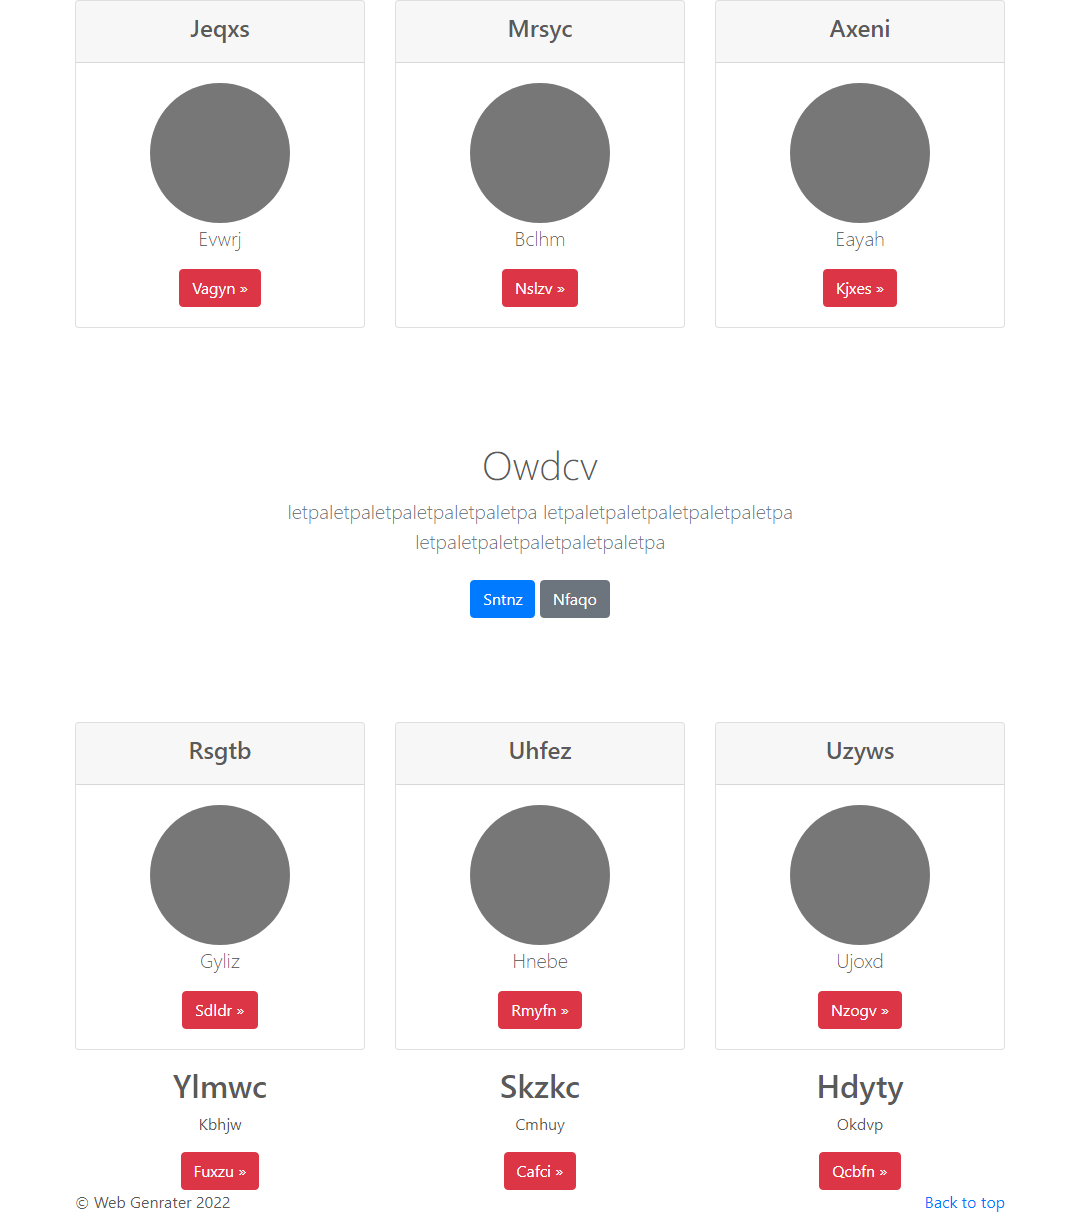 Jeqxs
Mrsyc
Axeni
Evwrj
Bclhm
Eayah
Vagyn »
Nslzv »
Kjxes »
Owdcv
letpaletpaletpaletpaletpaletpa letpaletpaletpaletpaletpaletpa
letpaletpaletpaletpaletpaletpa
Sntnz
Nfaqo
Rsgtb
Uhfez
Uzyws
Gyliz
Hnebe
Ujoxd
Sdldr »
Rmyfn »
Nzogv »
Ylmwc
Skzkc
Hdyty
Kbhjw
Cmhuy
Okdvp
Fuxzu »
Cafci »
Qcbfn »
© Web Genrater 2022
Back to top